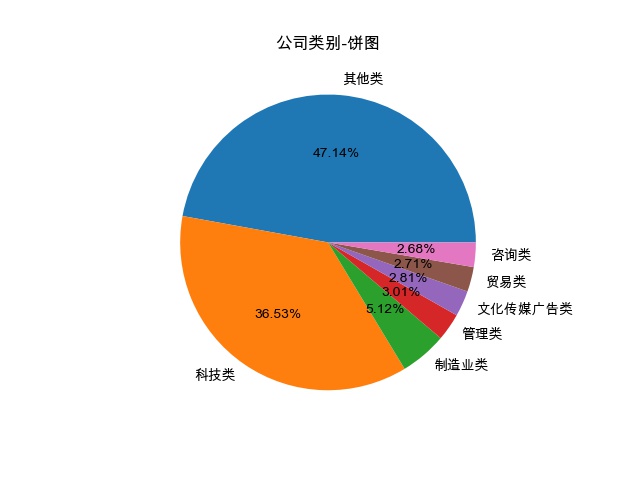 公司类别-饼图
其他类
47.14%
2.68%
咨询类
2.71%
贸易类
2.81%
文化传媒广告类
3.01%
管理类
5.12%
制造业类
36.53%
科技类